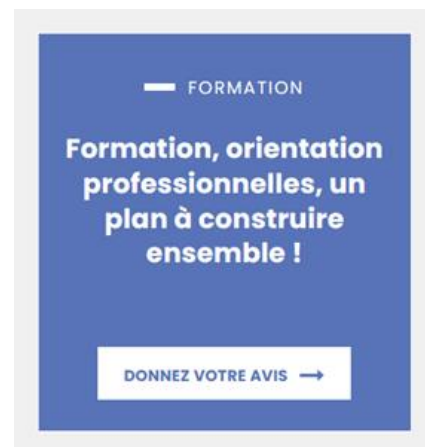 FORMATION
Formation, orientation
professionnelles, un
plan à construire
ensemble !
DONNEZ VOTRE AVIS